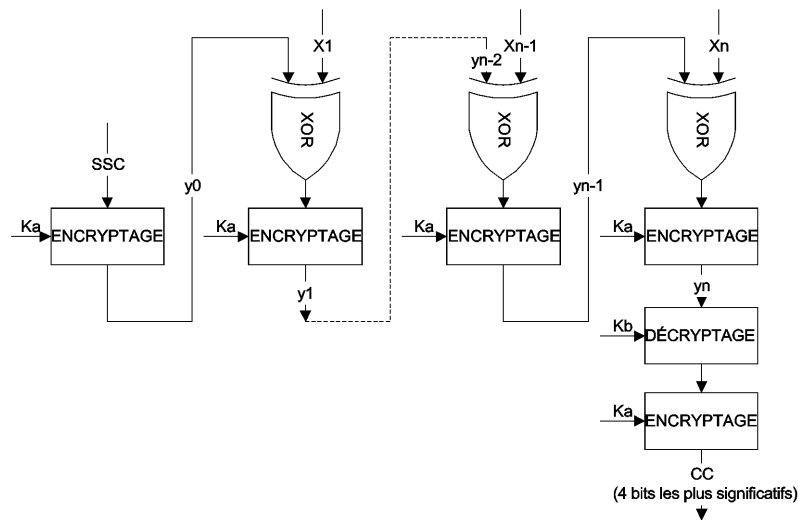 X1
Xn-1
Xn
yn-2
XOR
XOR
XOR
SSC
y0
yn-1
Ka
ENCRYPTAGE
Ka
ENCRYPTAGE
Ka
ENCRYPTAGE
Ka
ENCRYPTAGE
y1
yn
Kb
DÉCRYPTAGE
Ka
ENCRYPTAGE
CC
(4 bits les plus significatifs)